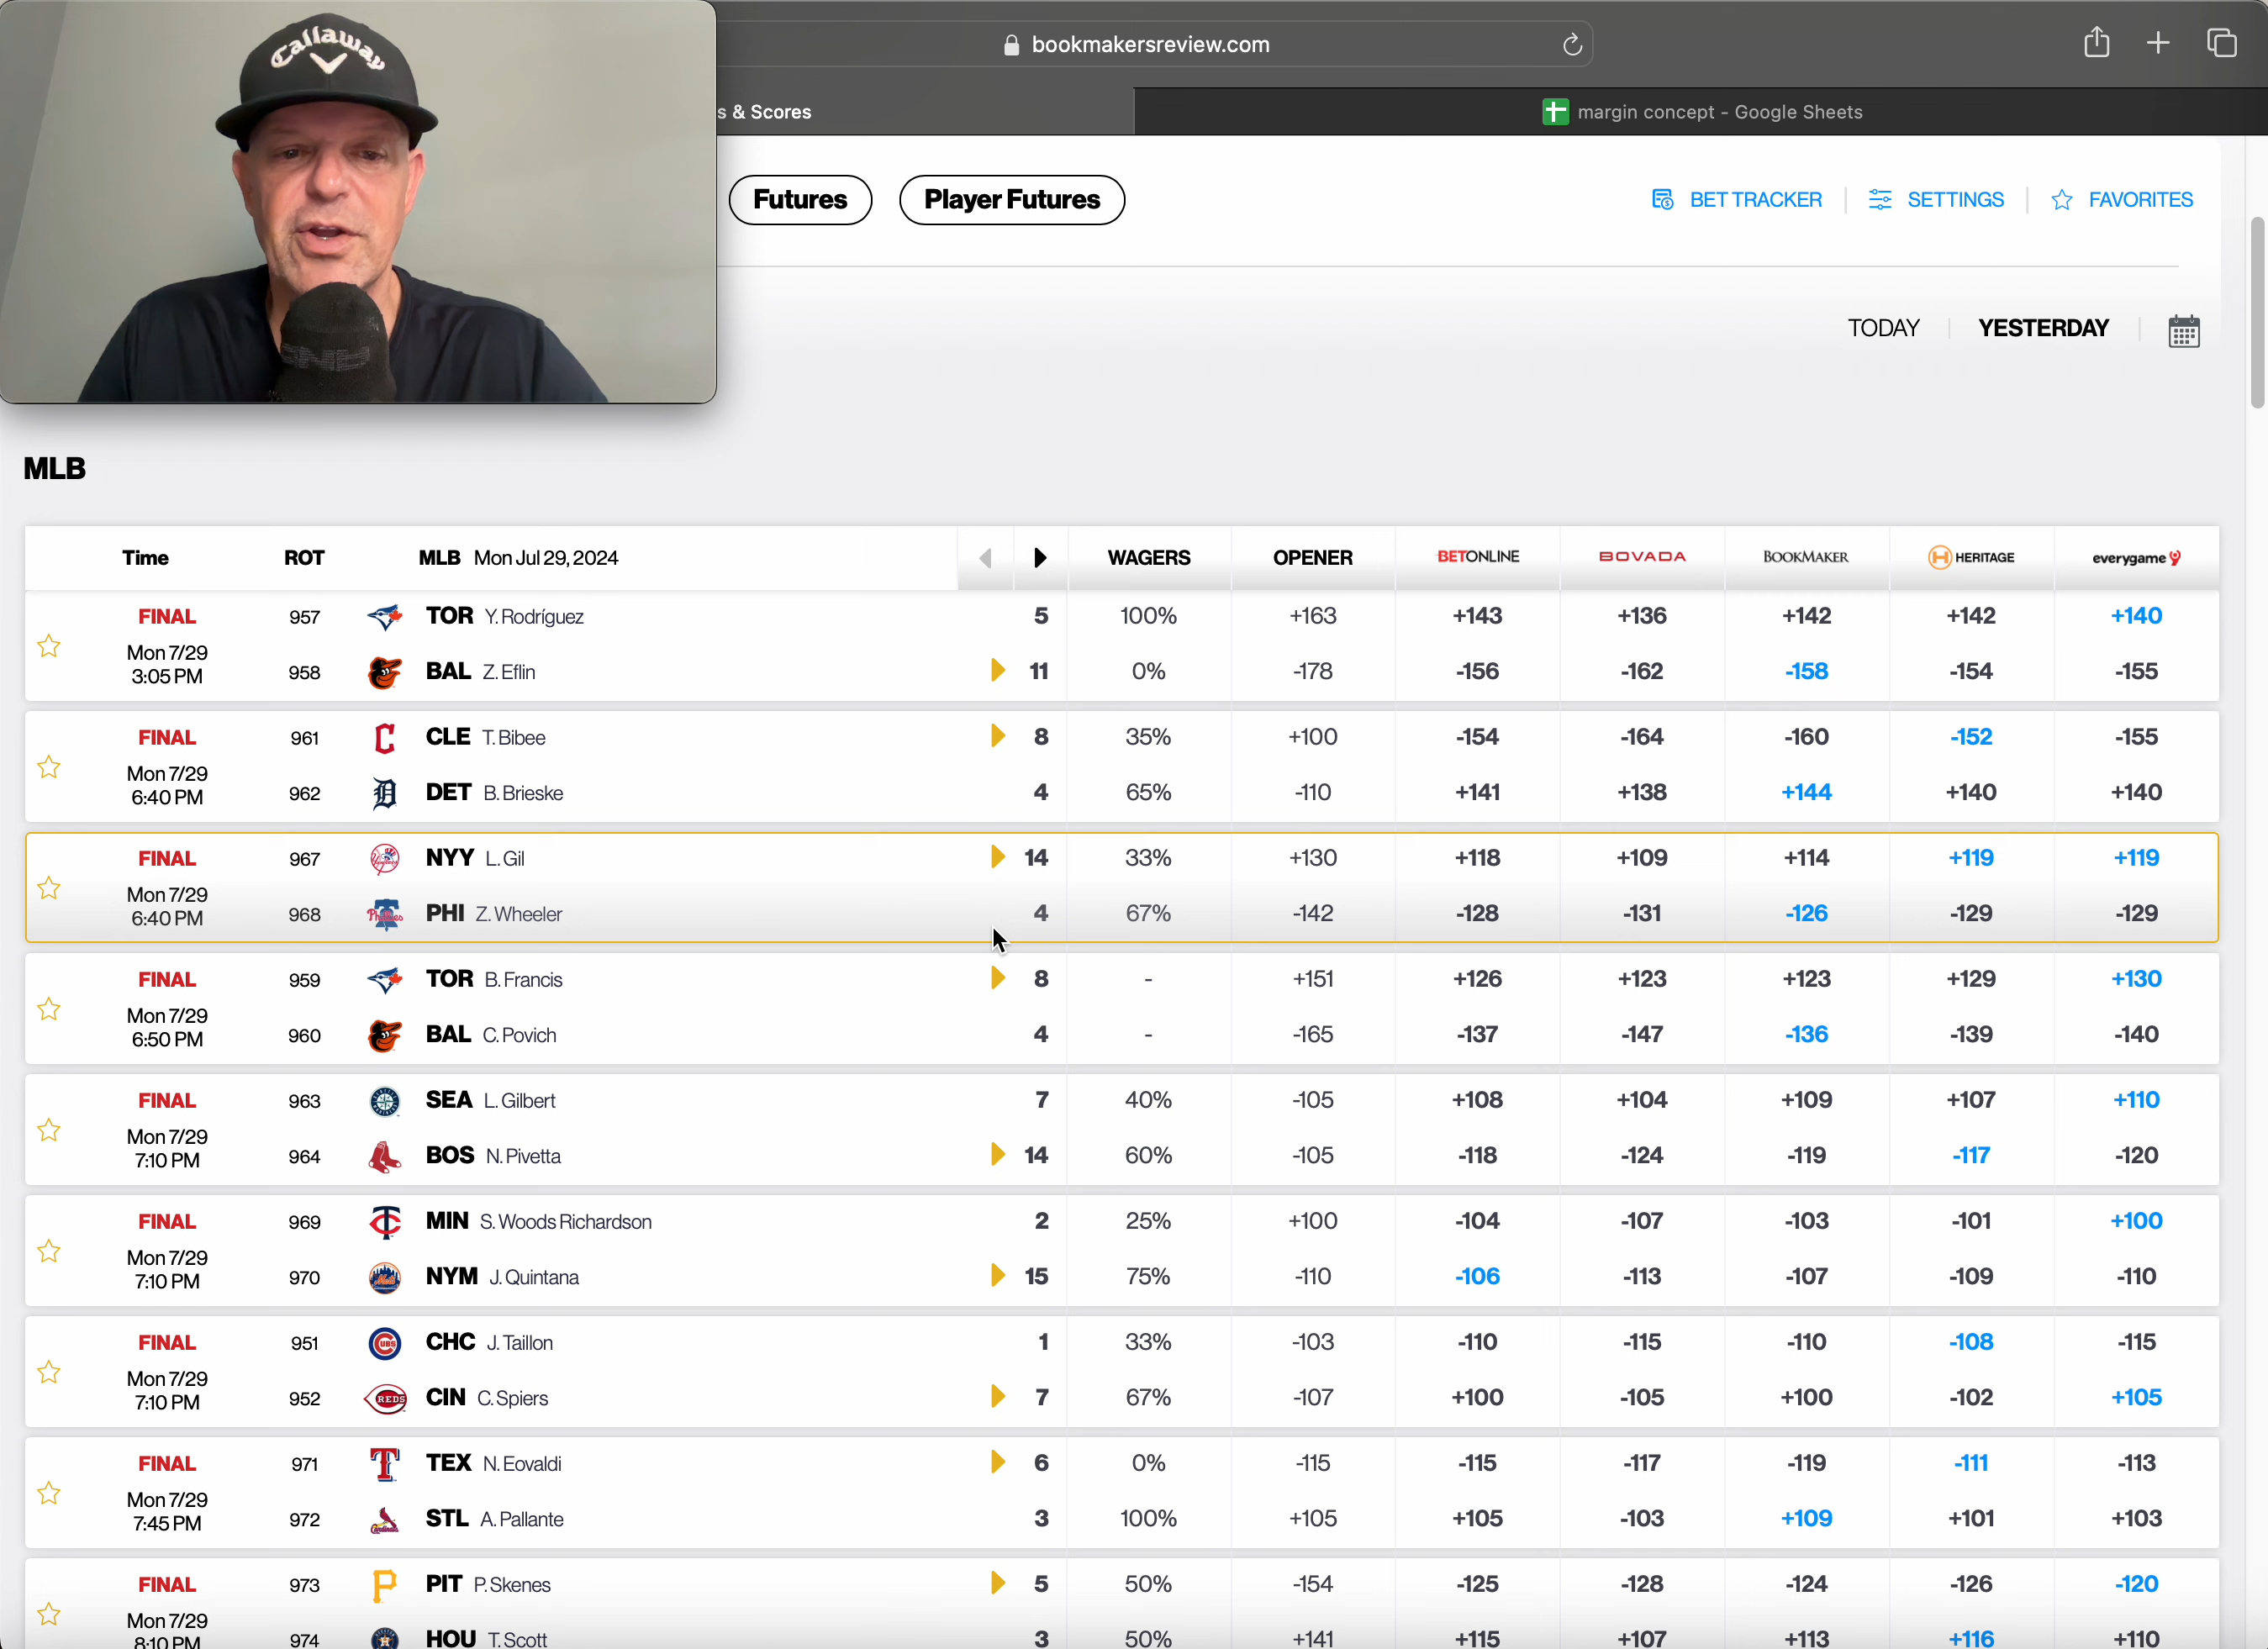 Callaway
bookmakersreview.com
s & Scores
margin concept - Google Sheets
Futures
Player Futures
BET TRACKER
SETTINGS
FAVORITES
TODAY
YESTERDAY
MLB
Time ROT MLB Mon Jul 29, 2024 WAGERS OPENER BETONLINE BOVADA BOOKMAKER HERITAGE everygame
FINAL 957 TOR Y. Rodríguez 5 100% +163 +143 +136 +142 +142 +140
Mon 7/29
3:05 PM 958 BAL Z. Eflin 11 0% -178 -156 -162 -158 -154 -155
FINAL 961 CLE T. Bibee 8 35% +100 -154 -164 -160 -152 -155
Mon 7/29
6:40 PM 962 DET B. Brieske 4 65% -110 +141 +138 +144 +140 +140
FINAL 967 NYY L. Gil 14 33% +130 +118 +109 +114 +119 +119
Mon 7/29
6:40 PM 968 PHI Z. Wheeler 4 67% -142 -128 -131 -126 -129 -129
FINAL 959 TOR B. Francis 8 - +151 +126 +123 +123 +129 +130
Mon 7/29
6:50 PM 960 BAL C. Povich 4 - -165 -137 -147 -136 -139 -140
FINAL 963 SEA L. Gilbert 7 40% -105 +108 +104 +109 +107 +110
Mon 7/29
7:10 PM 964 BOS N. Pivetta 14 60% -105 -118 -124 -119 -117 -120
FINAL 969 MIN S. Woods Richardson 2 25% +100 -104 -107 -103 -101 +100
Mon 7/29
7:10 PM 970 NYM J. Quintana 15 75% -110 -106 -113 -107 -109 -110
FINAL 951 CHC J. Taillon 1 33% -103 -110 -115 -110 -108 -115
Mon 7/29
7:10 PM 952 CIN C. Spiers 7 67% -107 +100 -105 +100 -102 +105
FINAL 971 TEX N. Eovaldi 6 0% -115 -115 -117 -119 -111 -113
Mon 7/29
7:45 PM 972 STL A. Pallante 3 100% +105 +105 -103 +109 +101 +103
FINAL 973 PIT P. Skenes 5 50% -154 -125 -128 -124 -126 -120
Mon 7/29
8:10 PM 974 HOU T. Scott 3 50% +141 +115 +107 +113 +116 +110